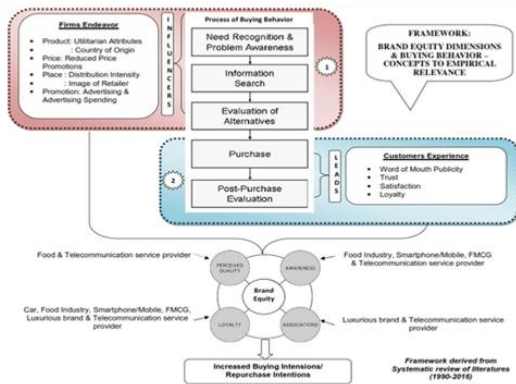 Firms Endeavor
• Product: Utilitarian Attributes
: Country of Origin
• Price: Reduced Price
Promotions
• Place : Distribution Intensity
: Image of Retailer
• Promotion: Advertising &
Advertising Spending
INFLUENCERS
Process of Buying Behavior
Need Recognition &
Problem Awareness
Information
Search
Evaluation of
Alternatives
Purchase
Post-Purchase
Evaluation
1
FRAMEWORK:
BRAND EQUITY DIMENSIONS
& BUYING BEHAVIOR –
CONCEPTS TO EMPIRICAL
RELEVANCE
2
LEADS
Customers Experience
• Word of Mouth Publicity
• Trust
• Satisfaction
• Loyalty
Food & Telecommunication service provider
PERCEIVED
QUALITY
AWARENESS
Food Industry, Smartphone/Mobile, FMCG
& Telecommunication service provider
Brand
Equity
Car, Food Industry, Smartphone/Mobile, FMCG,
Luxurious brand & Telecommunication service
provider
LOYALTY
ASSOCIATIONS
Luxurious brand & Telecommunication service
provider
Increased Buying Intensions/
Repurchase Intentions
Framework derived from
Systematic review of literatures
(1990-2016)